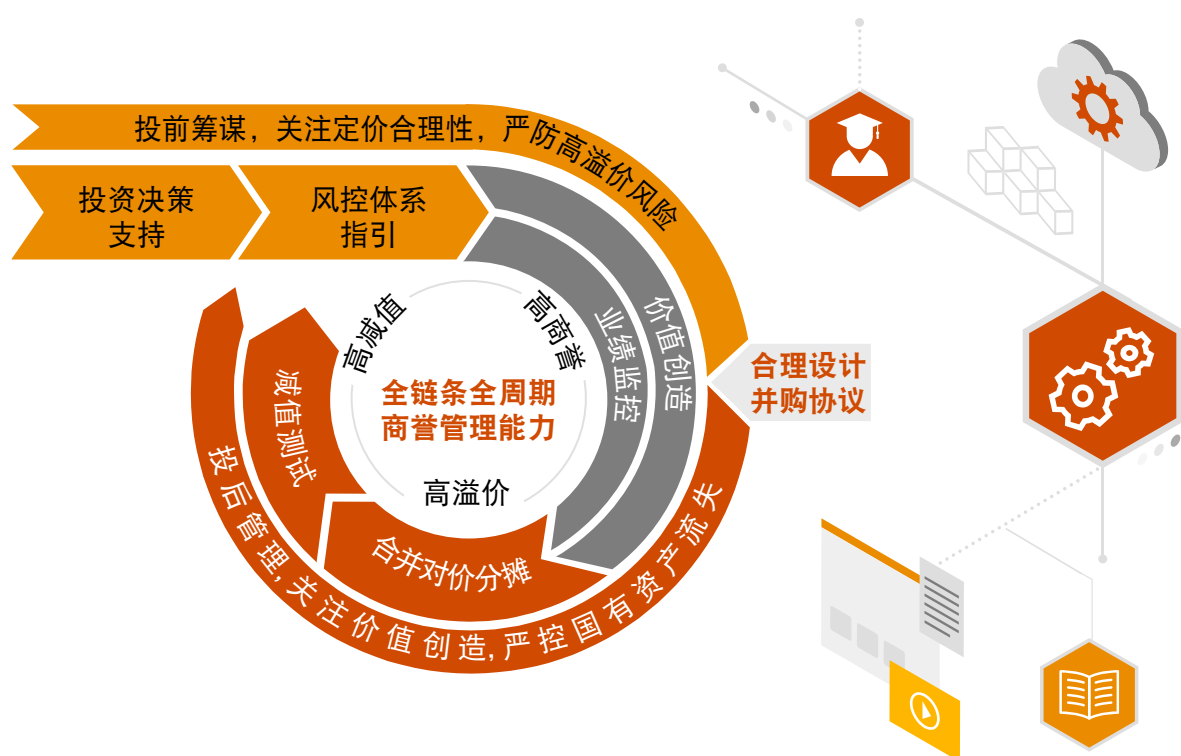 投前筹谋，关注定价合理性，严防高溢价风险
投资决策
支持
风控体系
指引
价值创造
业绩监控
高减值
高商誉
全链条全周期
商誉管理能力
高溢价
合理设计
并购协议
减值测试
合并对价分摊
投后管理,关注价值创造,严控国有资产流失